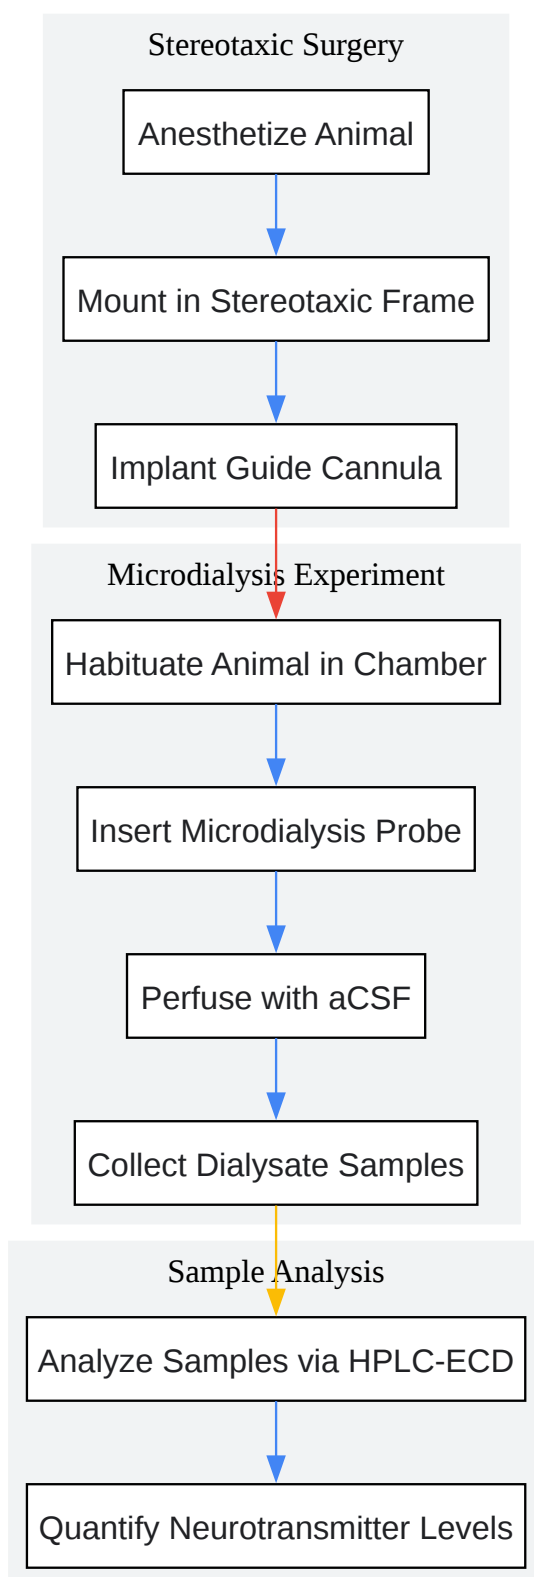 Stereotaxic Surgery
Anesthetize Animal
Mount in Stereotaxic Frame
Implant Guide Cannula
Microdialysis Experiment
Habituate Animal in Chamber
Insert Microdialysis Probe
Perfuse with aCSF
Collect Dialysate Samples
Sample Analysis
Analyze Samples via HPLC-ECD
Quantify Neurotransmitter Levels